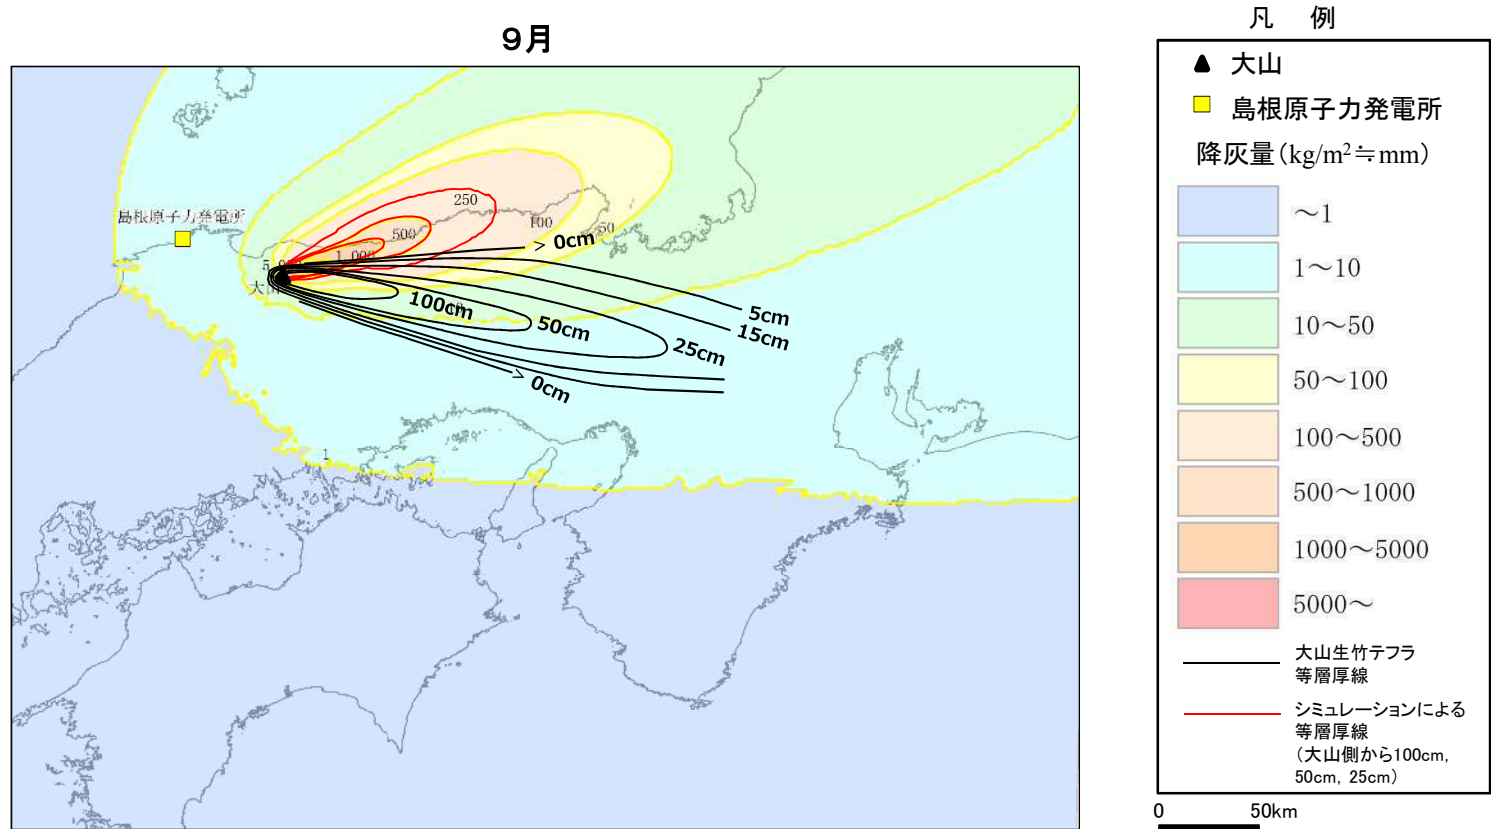 9月
250
島根原子力発電所
100
50
500
> 0cm
1,000
大山
100cm
5cm
50cm
15cm
25cm
> 0cm
1
凡 例
大山
島根原子力発電所
降灰量(kg/m²≒mm)
～1
1～10
10～50
50～100
100～500
500～1000
1000～5000
5000～
大山生竹テフラ
等層厚線
シミュレーションによる
等層厚線
（大山側から100cm,
50cm, 25cm）
0 50km